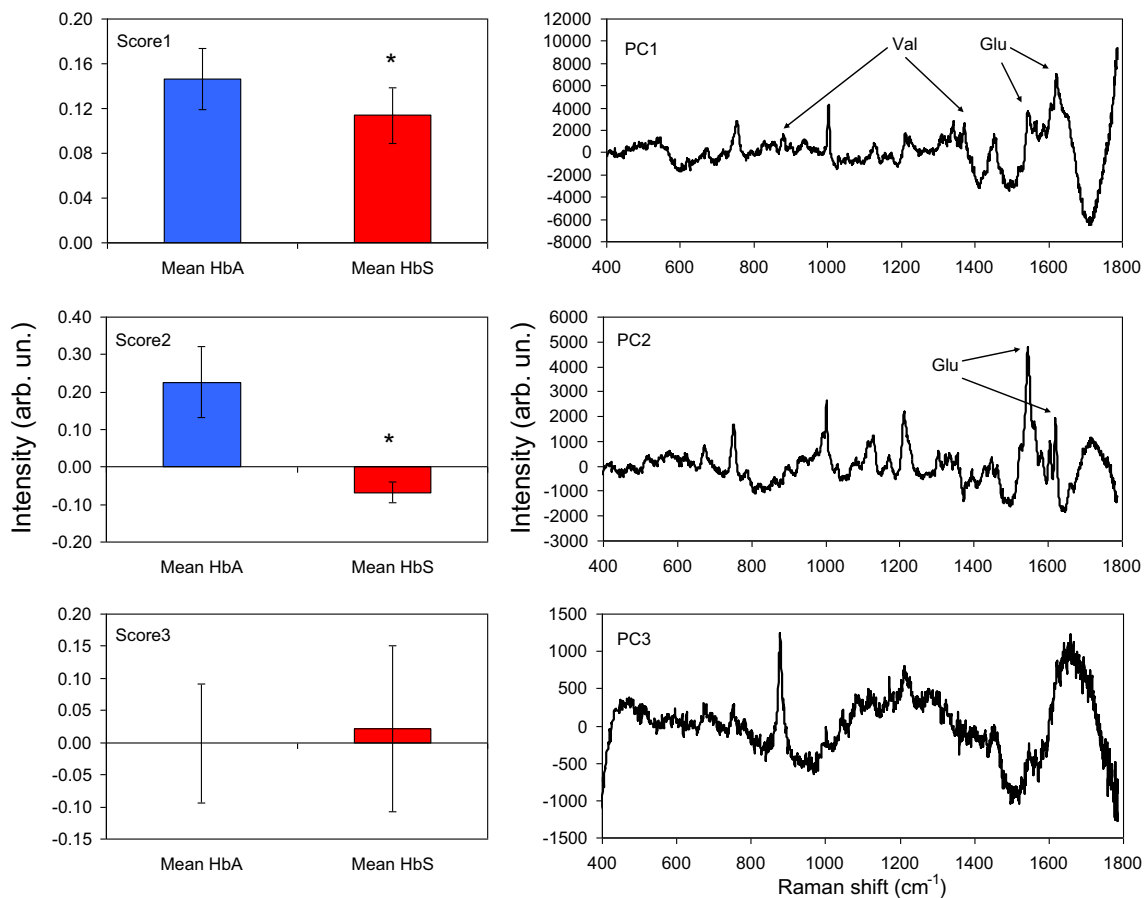 Score1
*
0.20
0.16
0.12
0.08
0.04
0.00
Mean HbA Mean HbS
PC1
Val
Glu
12000
10000
8000
6000
4000
2000
0
-2000
-4000
-6000
-8000
400 600 800 1000 1200 1400 1600 1800
Intensity (arb. un.)
Score2
*
0.40
0.30
0.20
0.10
0.00
-0.10
-0.20
Mean HbA Mean HbS
Intensity (arb. un.)
PC2
Glu
6000
5000
4000
3000
2000
1000
0
-1000
-2000
-3000
400 600 800 1000 1200 1400 1600 1800
Score3
0.20
0.15
0.10
0.05
0.00
-0.05
-0.10
-0.15
Mean HbA Mean HbS
PC3
1500
1000
500
0
-500
-1000
-1500
400 600 800 1000 1200 1400 1600 1800
Raman shift (cm⁻¹)